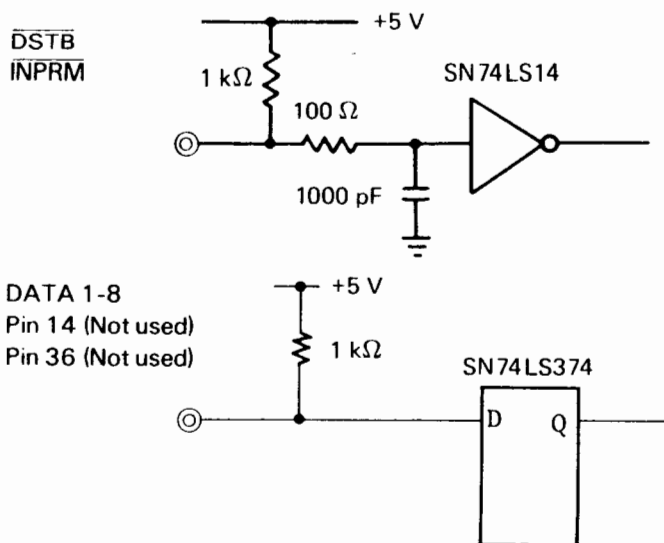 DSTB
INPRM
+5 V
SN74LS14
1 kΩ
100 Ω
1000 pF
DATA 1-8
Pin 14 (Not used)
Pin 36 (Not used)
+5 V
1 kΩ
SN74LS374
D
Q